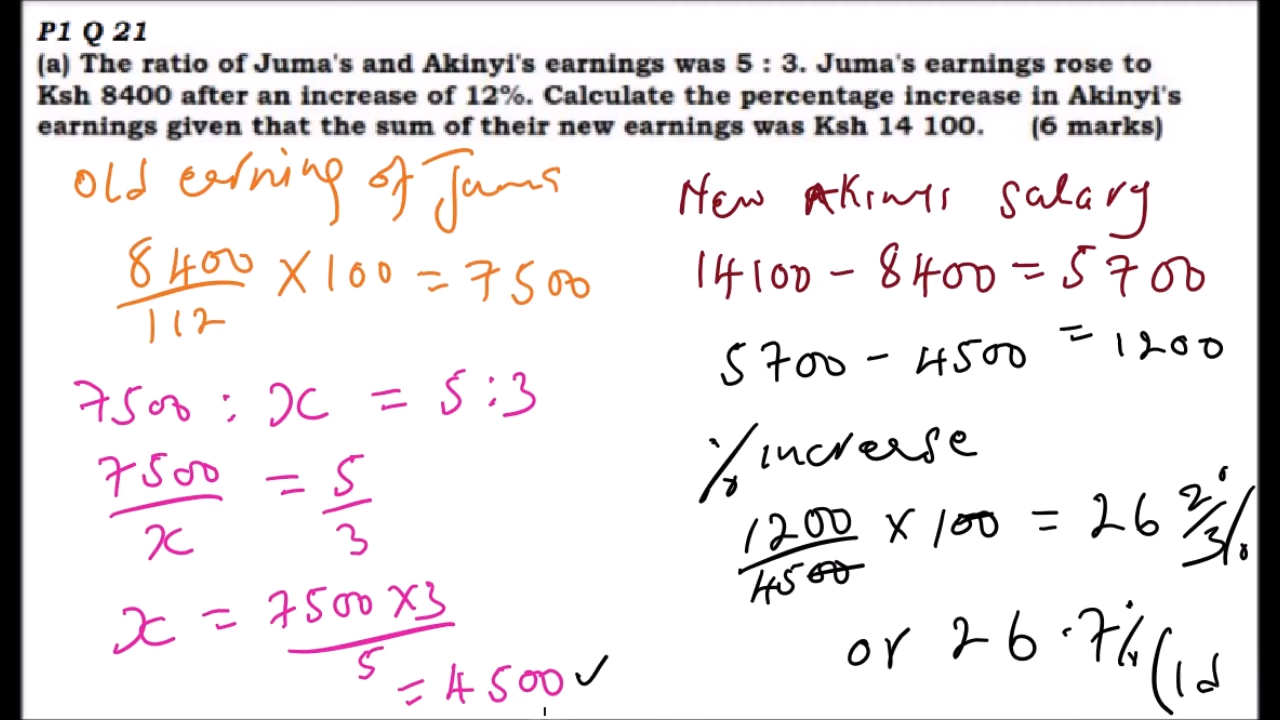 P1 Q 21
(a) The ratio of Juma's and Akinyi's earnings was 5 : 3. Juma's earnings rose to
Ksh 8400 after an increase of 12%. Calculate the percentage increase in Akinyi's
earnings given that the sum of their new earnings was Ksh 14 100. (6 marks)
Old earning of Juma
8400/112 × 100 = 7500
7500 : x = 5 : 3
7500/x = 5/3
x = 7500 × 3/5
= 4500 ✓
New Akinyi salary
14100 - 8400 = 5700
5700 - 4500 = 1200
% increase
1200/4500 × 100 = 26 2/3 %
or 26.7% (1d